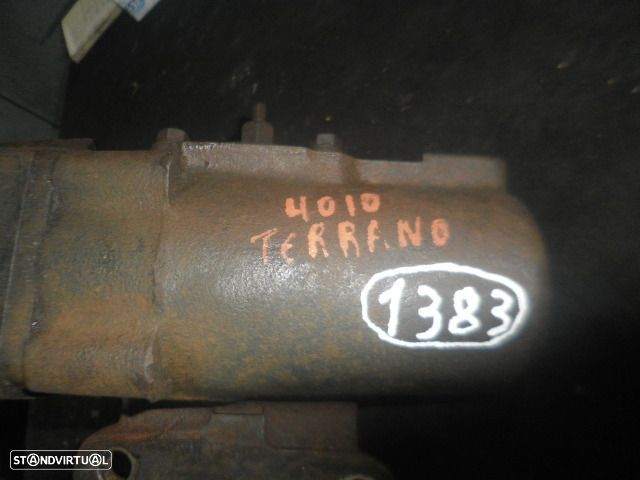 4010
TERRANO
1383
STANDVIRTUAL